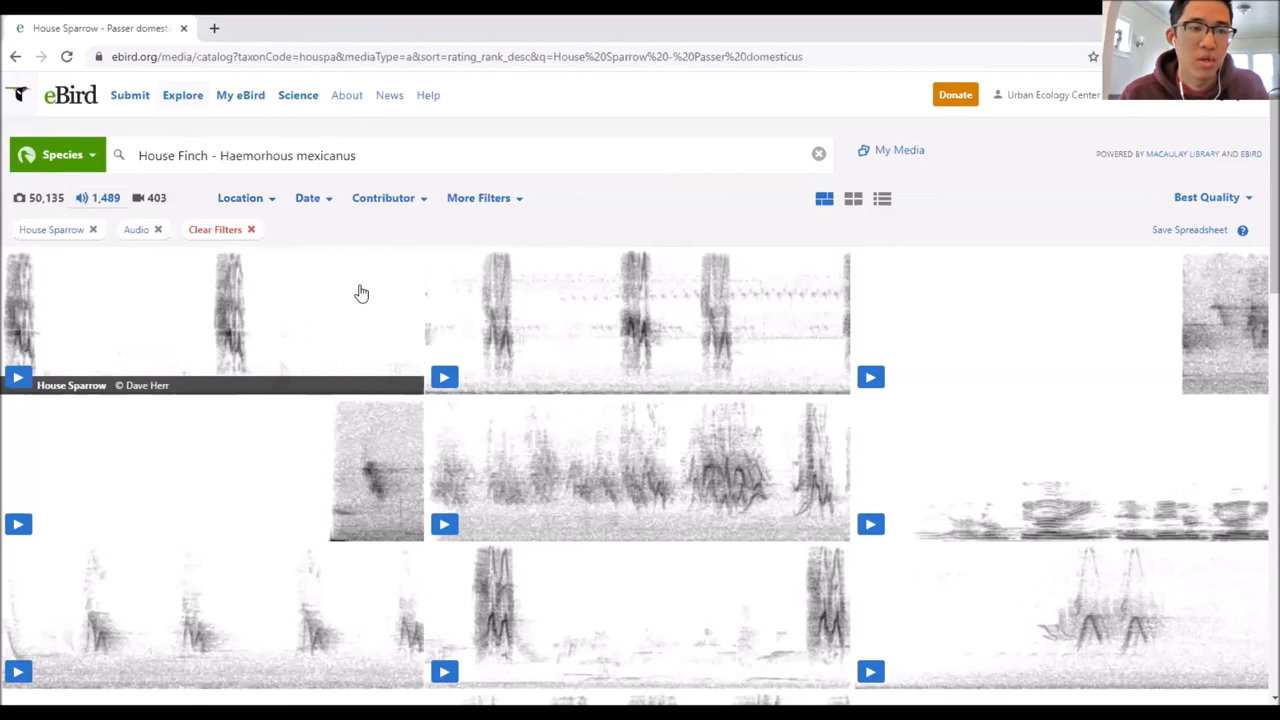 House Sparrow - Passer domesti
ebird.org/media/catalog?taxonCode=houspa&mediaType=a&sort=rating_rank_desc&q=House%20Sparrow%20-%20Passer%20domesticus
eBird Submit Explore My eBird Science About News Help Donate Urban Ecology Center
Species House Finch - Haemorhous mexicanus My Media POWERED BY MACAULAY LIBRARY AND EBIRD
50,135 1,489 403 Location Date Contributor More Filters Best Quality
House Sparrow Audio Clear Filters Save Spreadsheet ?
House Sparrow © Dave Herr